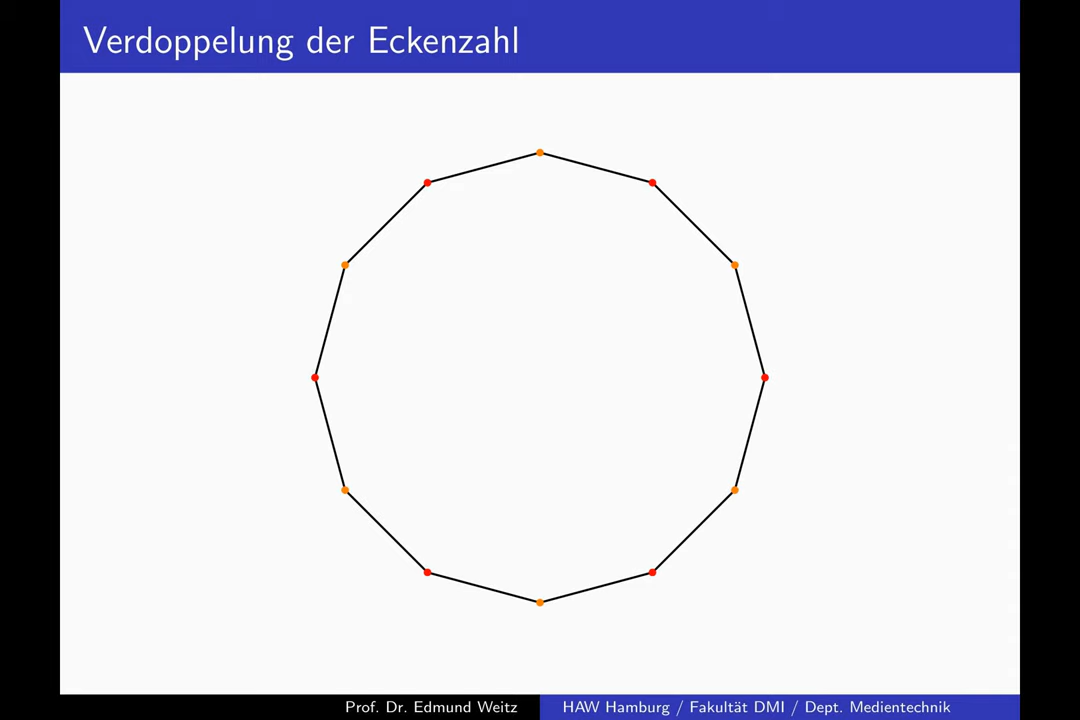 Verdoppelung der Eckenzahl
Prof. Dr. Edmund Weitz
HAW Hamburg / Fakultät DMI / Dept. Medientechnik